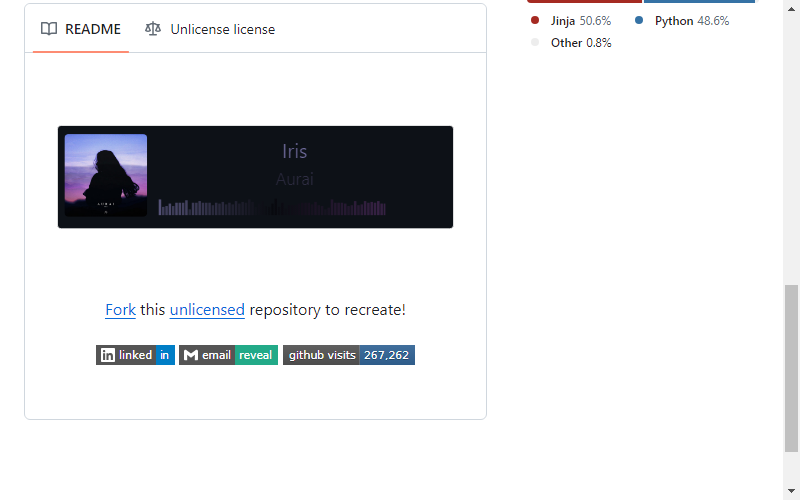 README Unlicense license
Jinja 50.6% Python 48.6%
Other 0.8%
Iris
Aurai
Fork this unlicensed repository to recreate!
linked in email reveal github visits 267,262